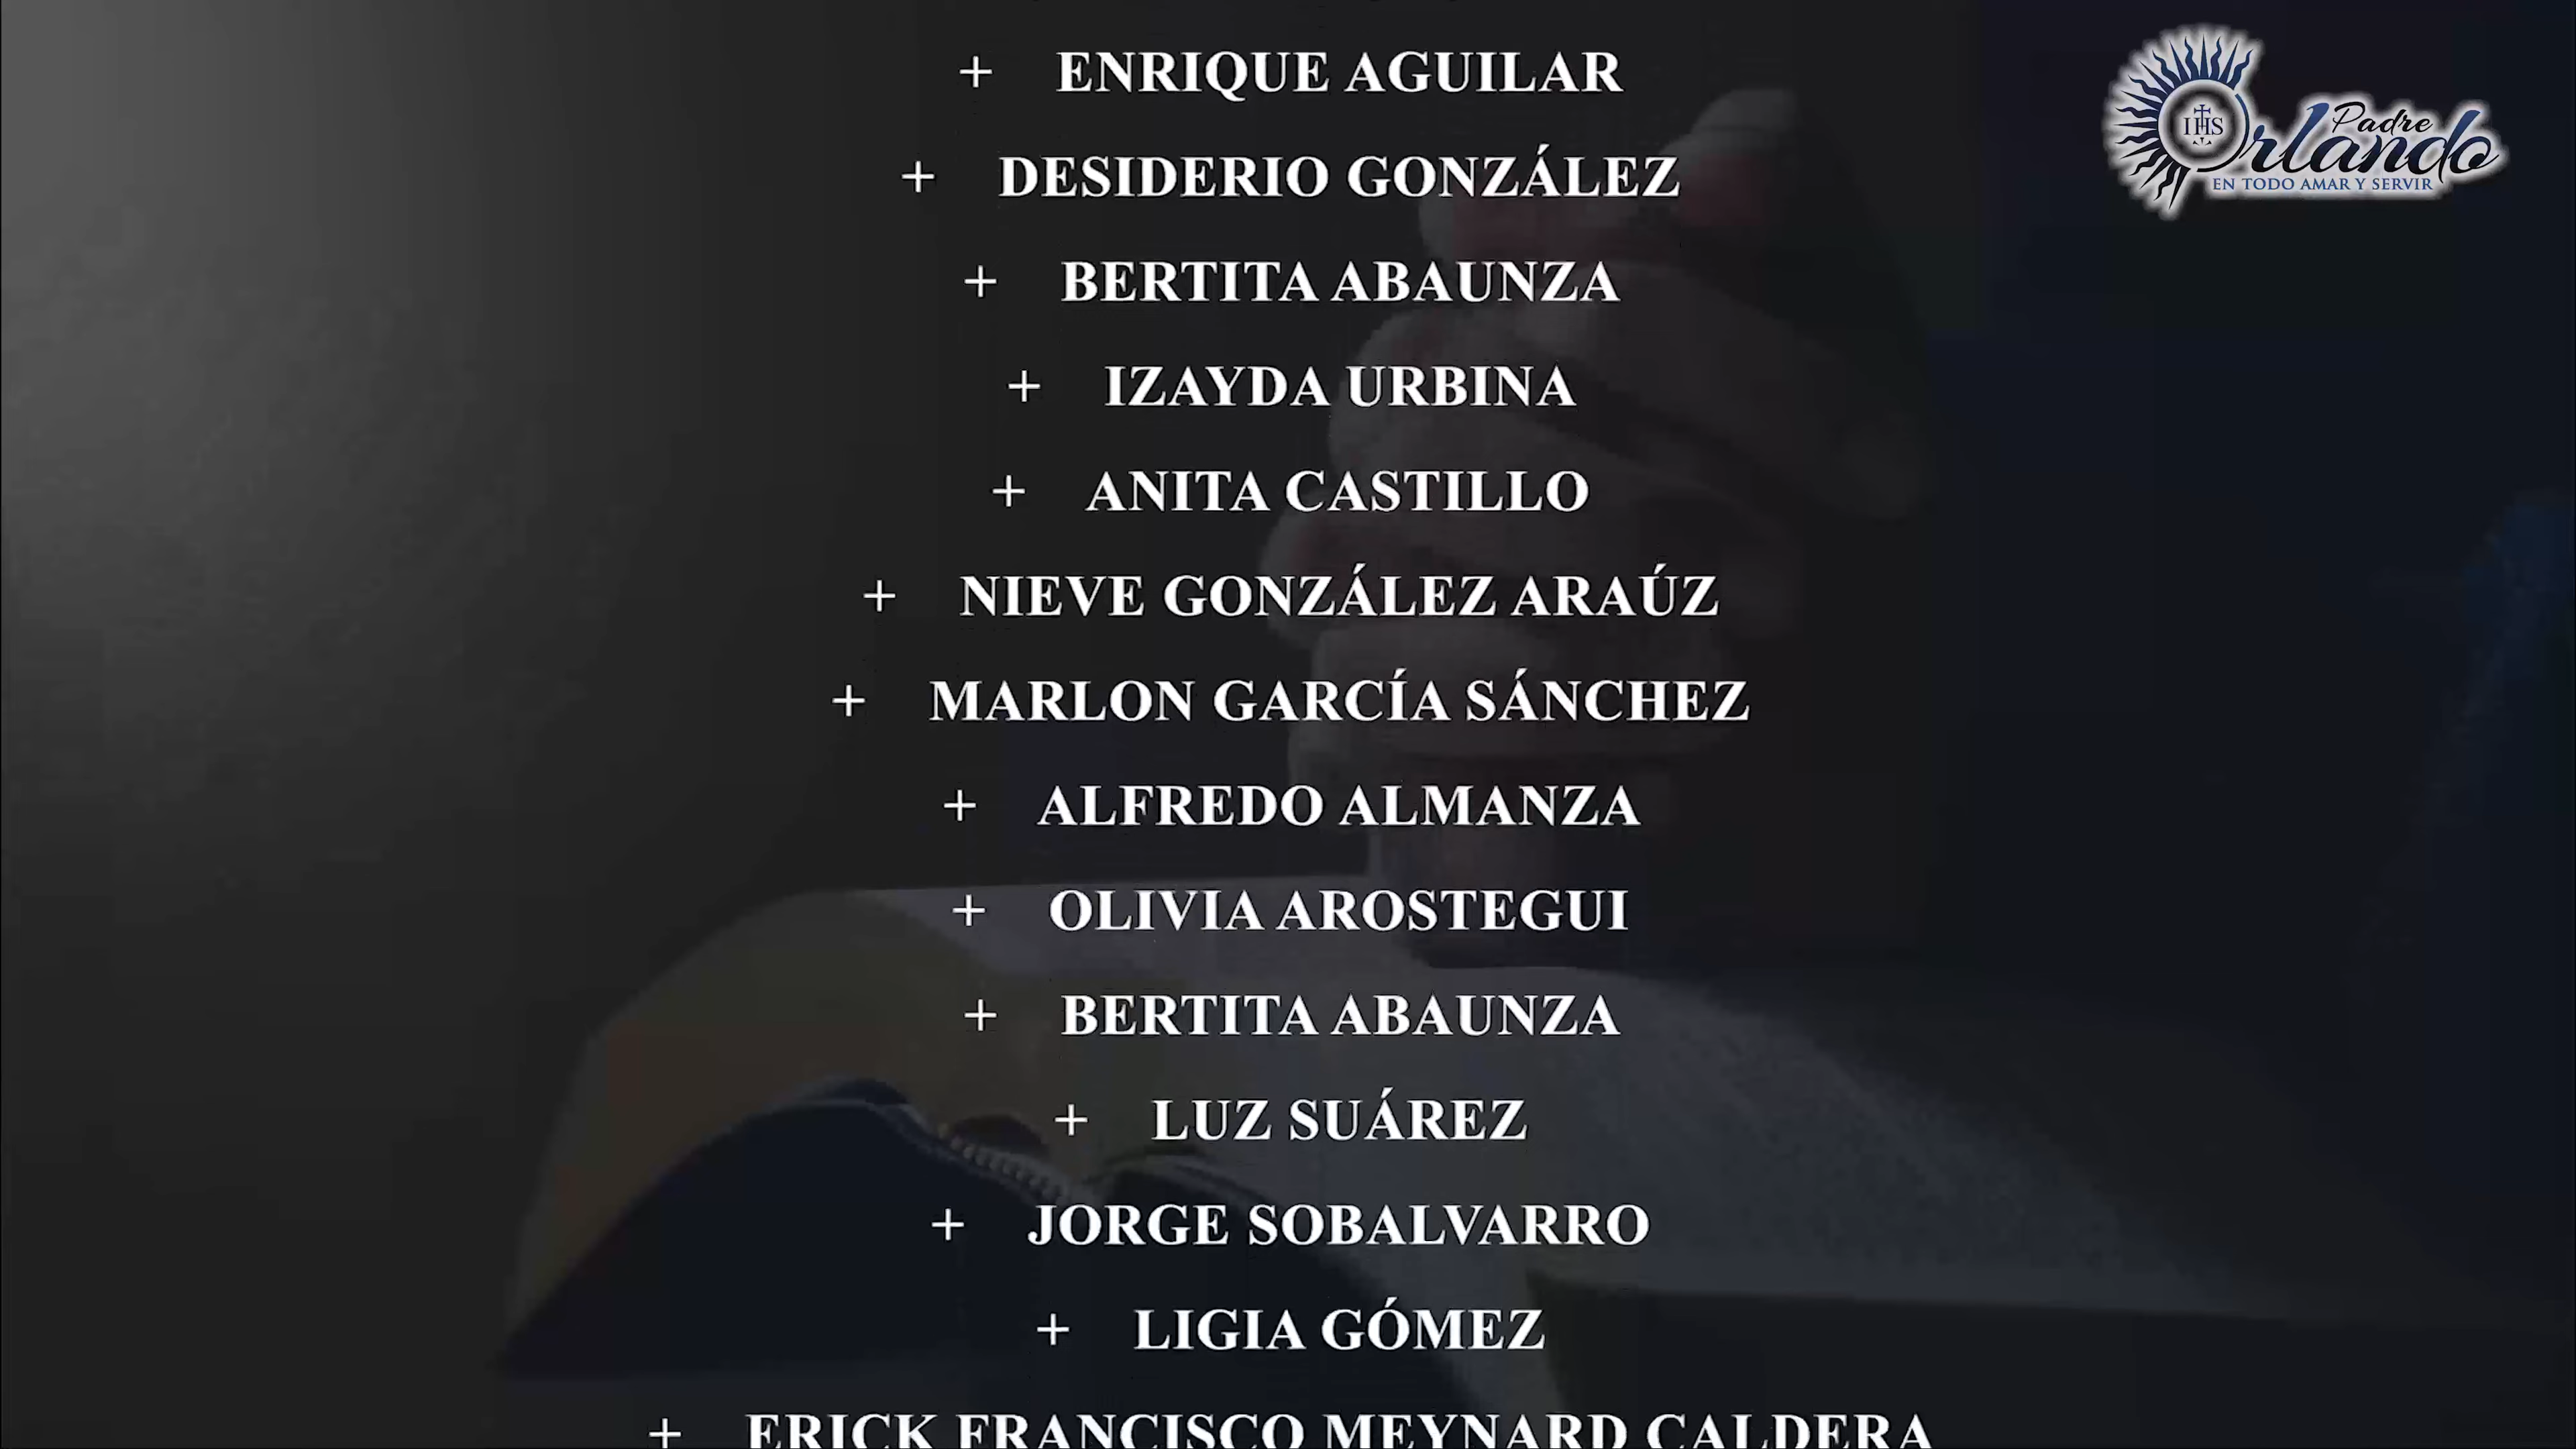 + ENRIQUE AGUILAR
+ DESIDERIO GONZÁLEZ
+ BERTITA ABAUNZA
+ IZAYDA URBINA
+ ANITA CASTILLO
+ NIEVE GONZÁLEZ ARAÚZ
+ MARLON GARCÍA SÁNCHEZ
+ ALFREDO ALMANZA
+ OLIVIA AROSTEGUI
+ BERTITA ABAUNZA
+ LUZ SUÁREZ
+ JORGE SOBALVARRO
+ LIGIA GÓMEZ
+ ERICK FRANCISCO MEYNARD CALDERA
IHS
Padre
Orlando
EN TODO AMAR Y SERVIR